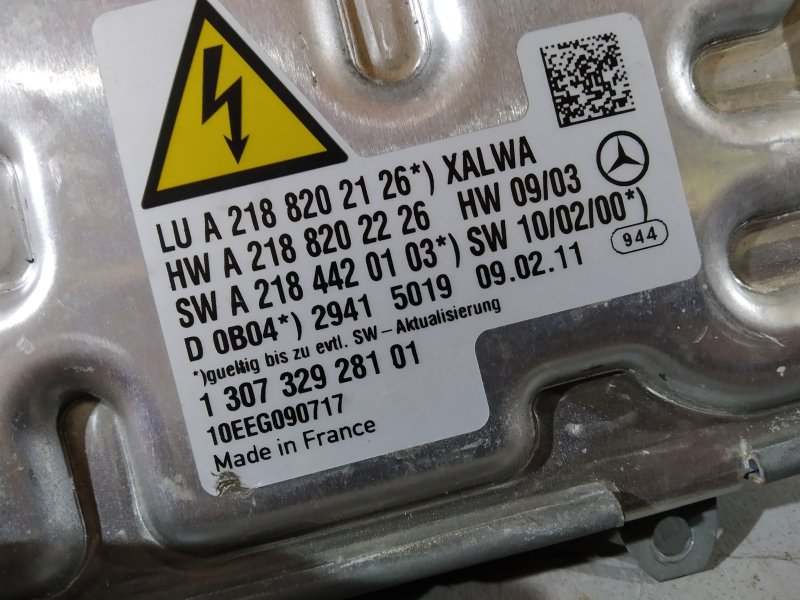 LU A 218 820 21 26*) XALWA
HW A 218 820 22 26 HW 09/03
SW A 218 442 01 03*) SW 10/02/00*)
D 0B04*) 2941 5019 09.02.11
944
*)gueltig bis zu evtl. SW-Aktualisierung
1 307 329 281 01
10EEG090717
Made in France